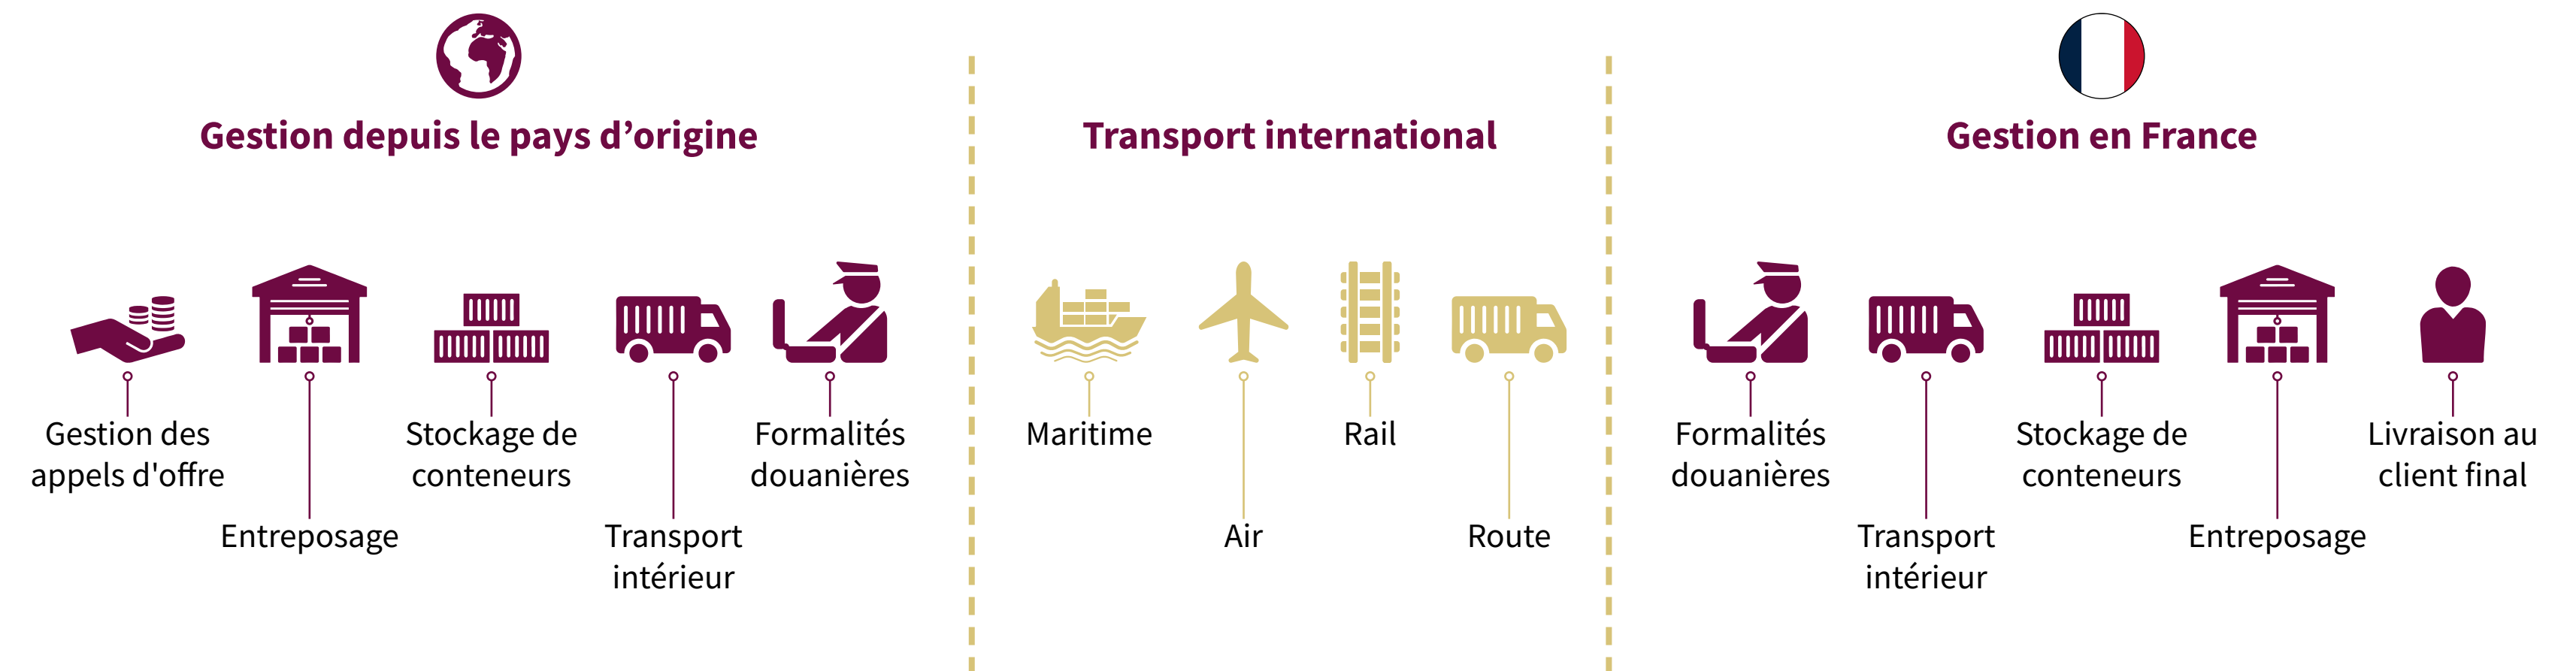 Gestion depuis le pays d’origine
Gestion des
appels d'offre
Entreposage
Stockage de
conteneurs
Transport
intérieur
Formalités
douanières
Transport international
Maritime
Air
Rail
Route
Gestion en France
Formalités
douanières
Transport
intérieur
Stockage de
conteneurs
Entreposage
Livraison au
client final